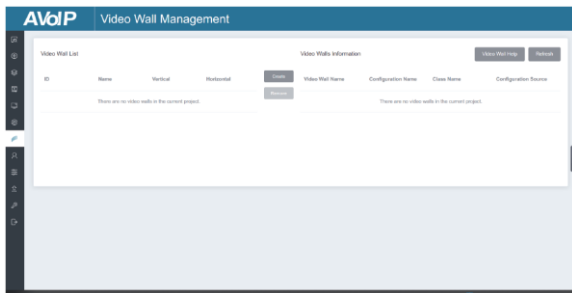 AVoIP Video Wall Management
Video Wall List
Video Walls Information
Video Wall Help
Refresh
ID Name Vertical Horizontal
Create
Remove
Video Wall Name Configuration Name Class Name Configuration Source
There are no video walls in the current project.
There are no video walls in the current project.